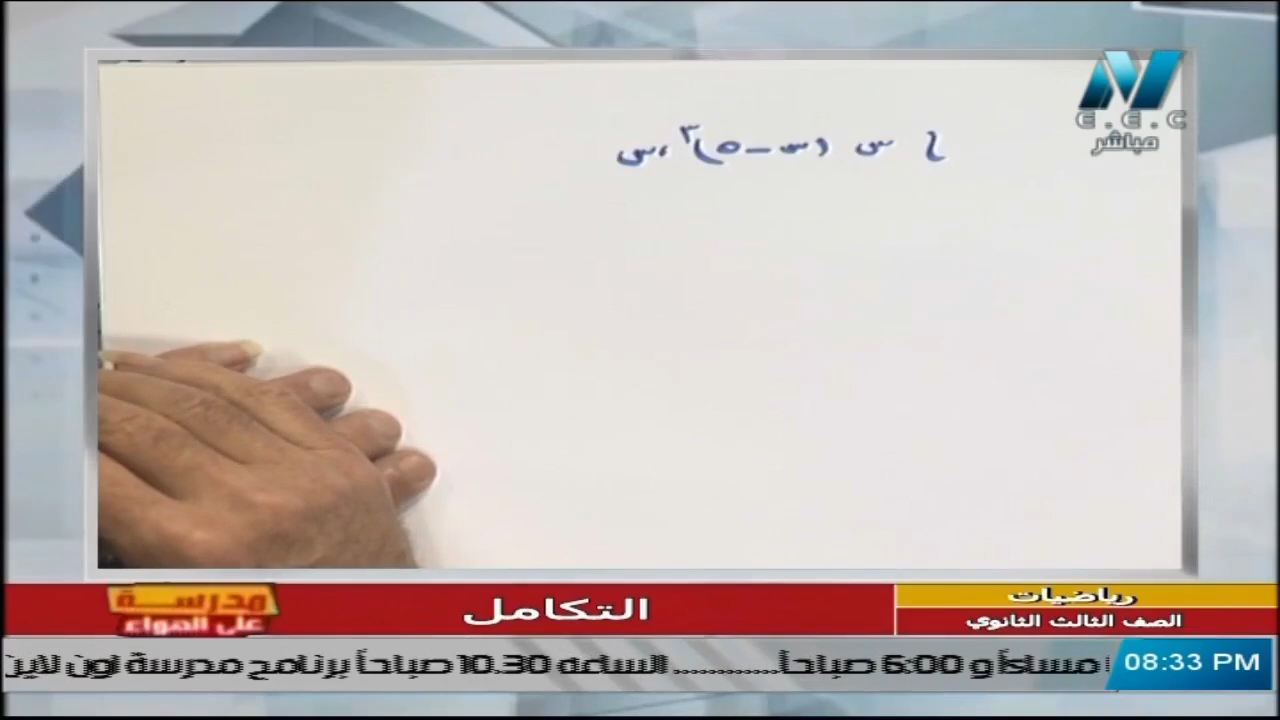 E.E.C
مباشر
∫ س (س – ٥)^٣ ءس
رياضيات
الصف الثالث الثانوي
التكامل
مدرسة
على الهواء
مساءاً و 6:00 صباحاً............ الساعه 10.30 صباحاً برنامج مدرسة اون لاين
08:33 PM